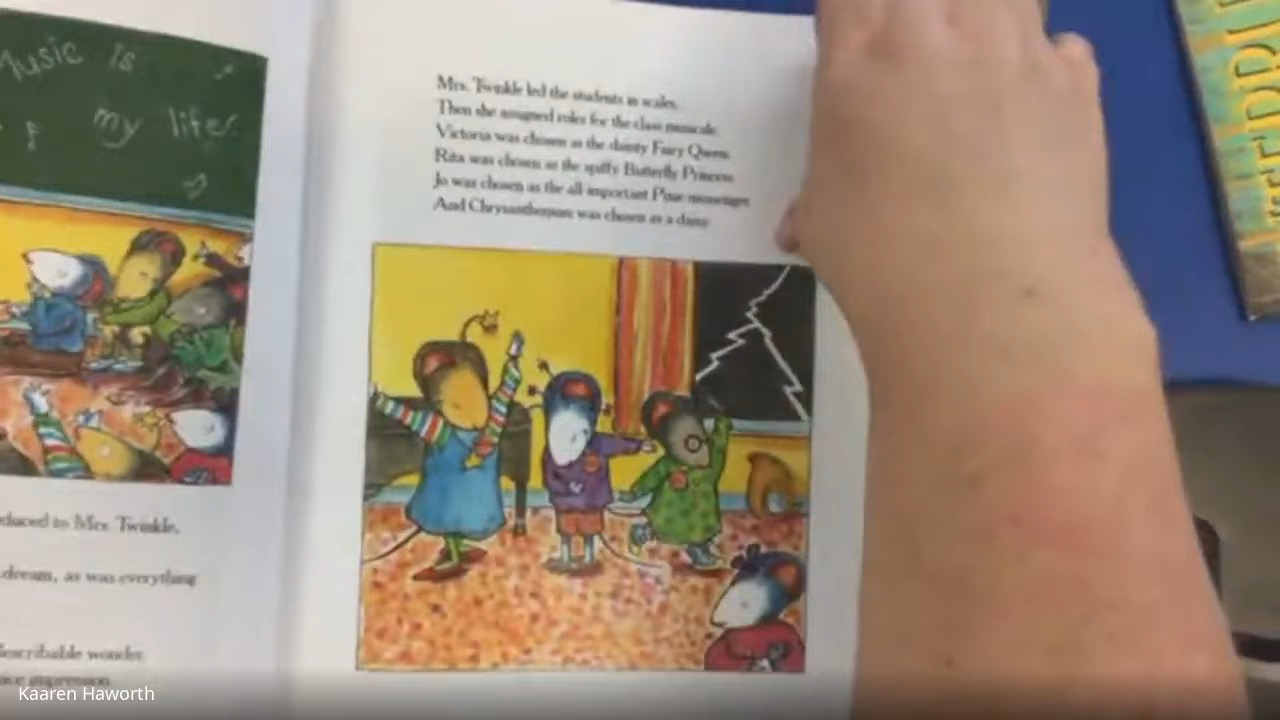 Music is
my life!
duced to Mrs. Twinkle.
dream, as was everything
describable wonder.
impression
Mrs. Twinkle led the students in scales.
Then she assigned roles for the class musicale.
Victoria was chosen as the dainty Fairy Queen.
Rita was chosen as the spiffy Butterfly Princess.
Jo was chosen as the all-important Pixie-messenger.
And Chrysanthemum was chosen as a daisy.
Kaaren Haworth